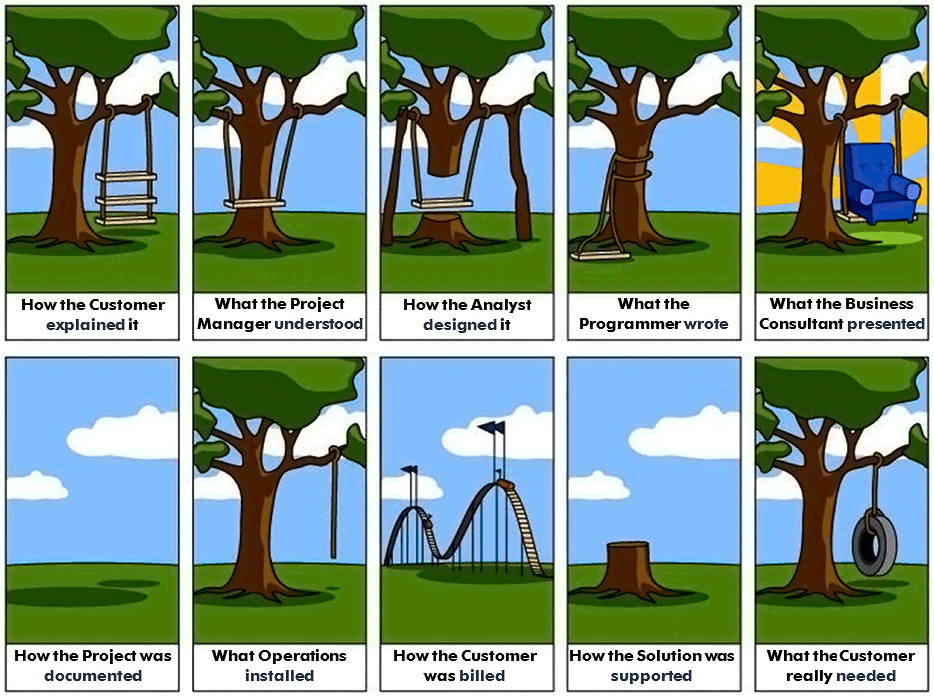 How the Customer
explained it
What the Project
Manager understood
How the Analyst
designed it
What the
Programmer wrote
What the Business
Consultant presented
How the Project was
documented
What Operations
installed
How the Customer
was billed
How the Solution was
supported
What the Customer
really needed